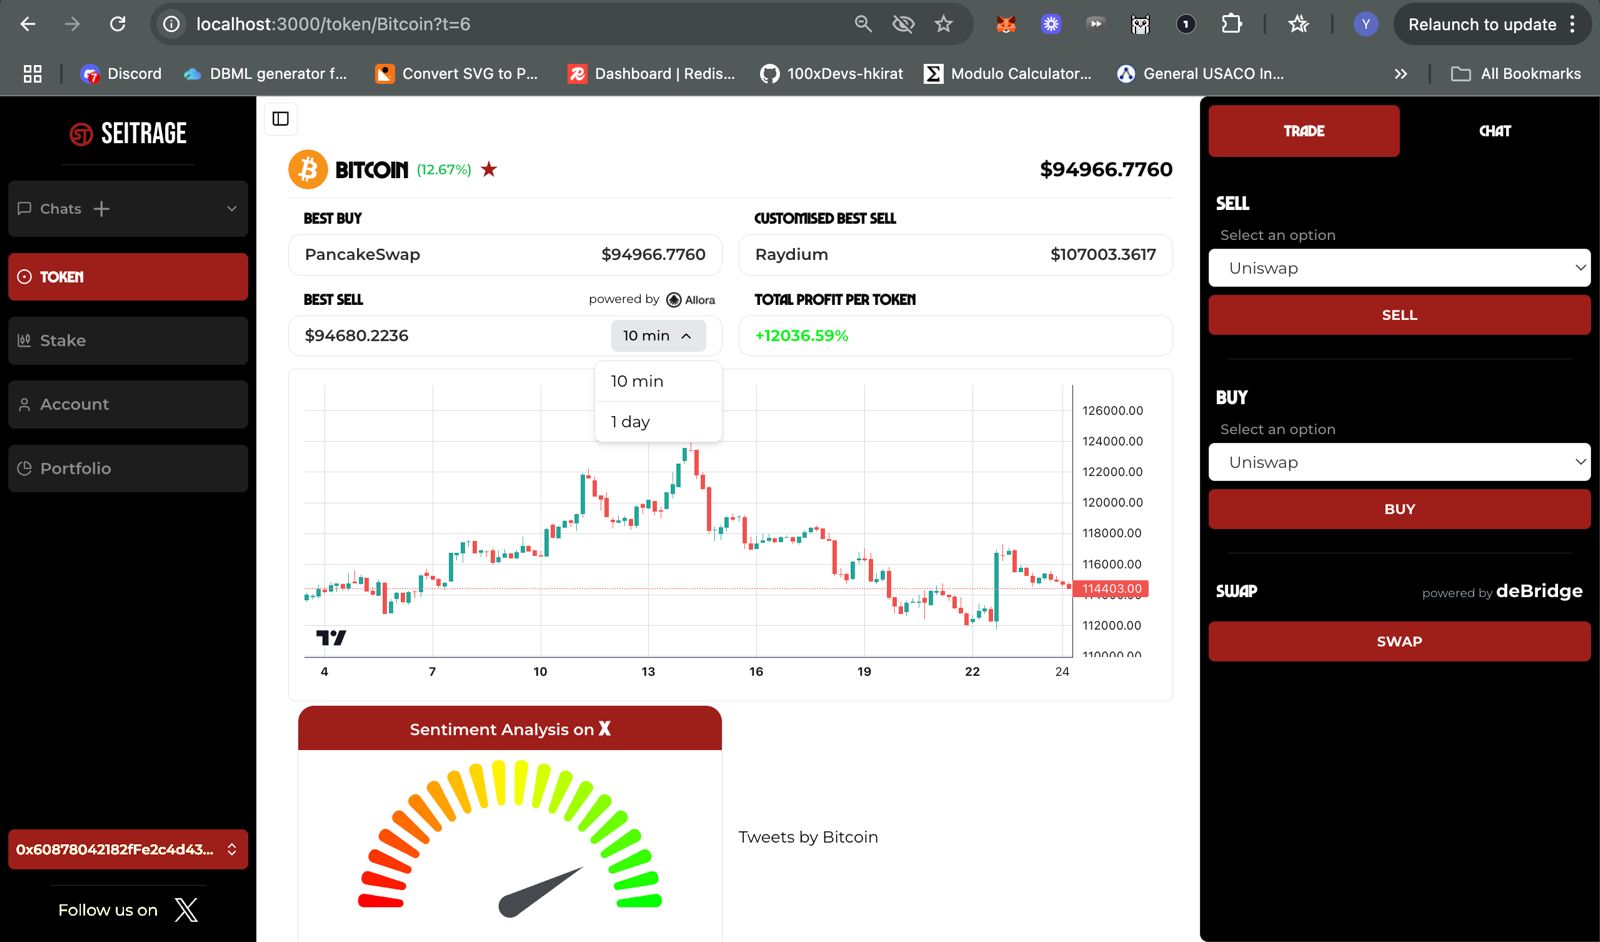 localhost:3000/token/Bitcoin?t=6
Relaunch to update
Y
1
Discord
DBML generator f...
Convert SVG to P...
Dashboard | Redis...
100xDevs-hkirat
Modulo Calculator...
General USACO In...
All Bookmarks
SEITRAGE
Chats
TOKEN
Stake
Account
Portfolio
0x60878042182fFe2c4d43...
Follow us on X
BITCOIN (12.67%)
$94966.7760
BEST BUY
PancakeSwap $94966.7760
CUSTOMISED BEST SELL
Raydium $107003.3617
BEST SELL
powered by Allora
$94680.2236
10 min
10 min
1 day
TOTAL PROFIT PER TOKEN
+12036.59%
126000.00
124000.00
122000.00
120000.00
118000.00
116000.00
114403.00
112000.00
110000.00
4 7 10 13 16 19 22 24
Sentiment Analysis on X
Tweets by Bitcoin
TRADE
CHAT
SELL
Select an option
Uniswap
SELL
BUY
Select an option
Uniswap
BUY
SWAP
powered by deBridge
SWAP